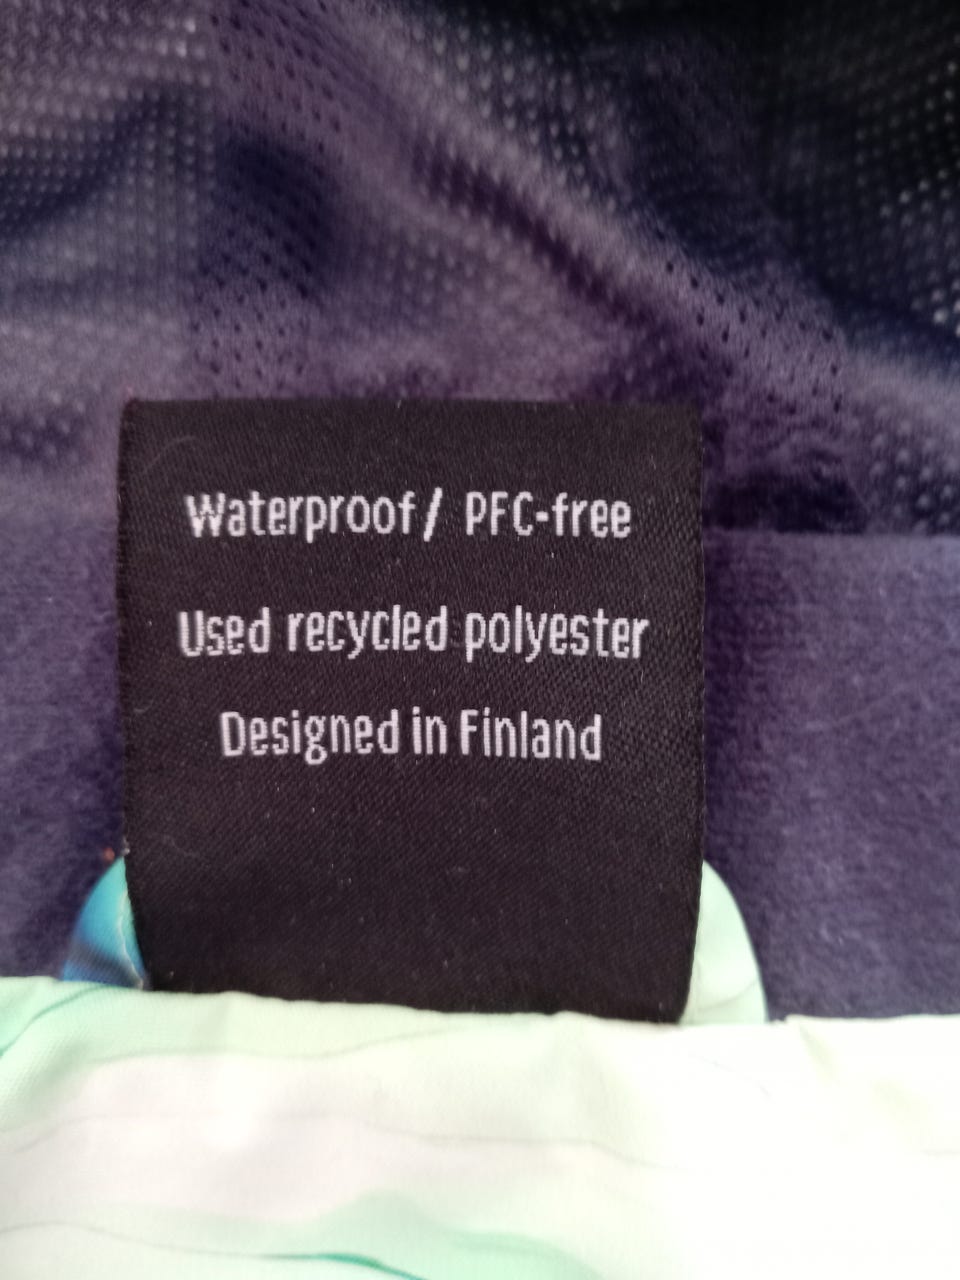 Waterproof/ PFC-free
Used recycled polyester
Designed in Finland